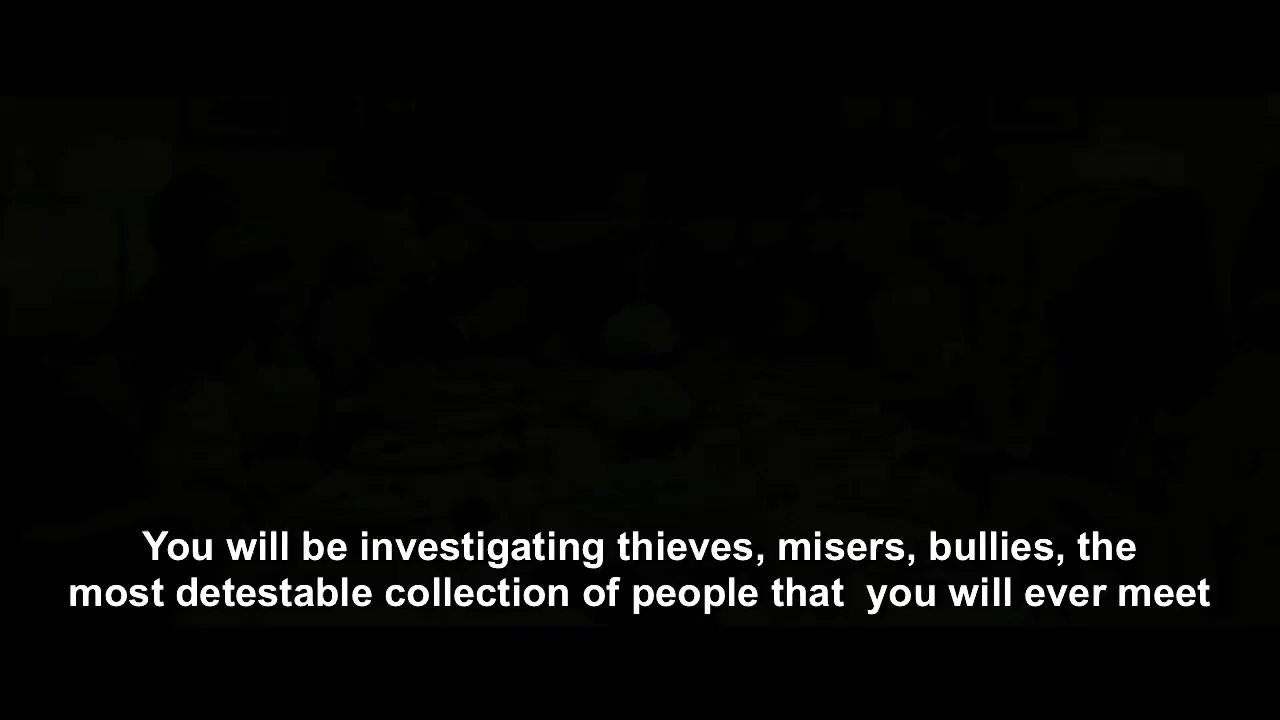 You will be investigating thieves, misers, bullies, the
most detestable collection of people that  you will ever meet